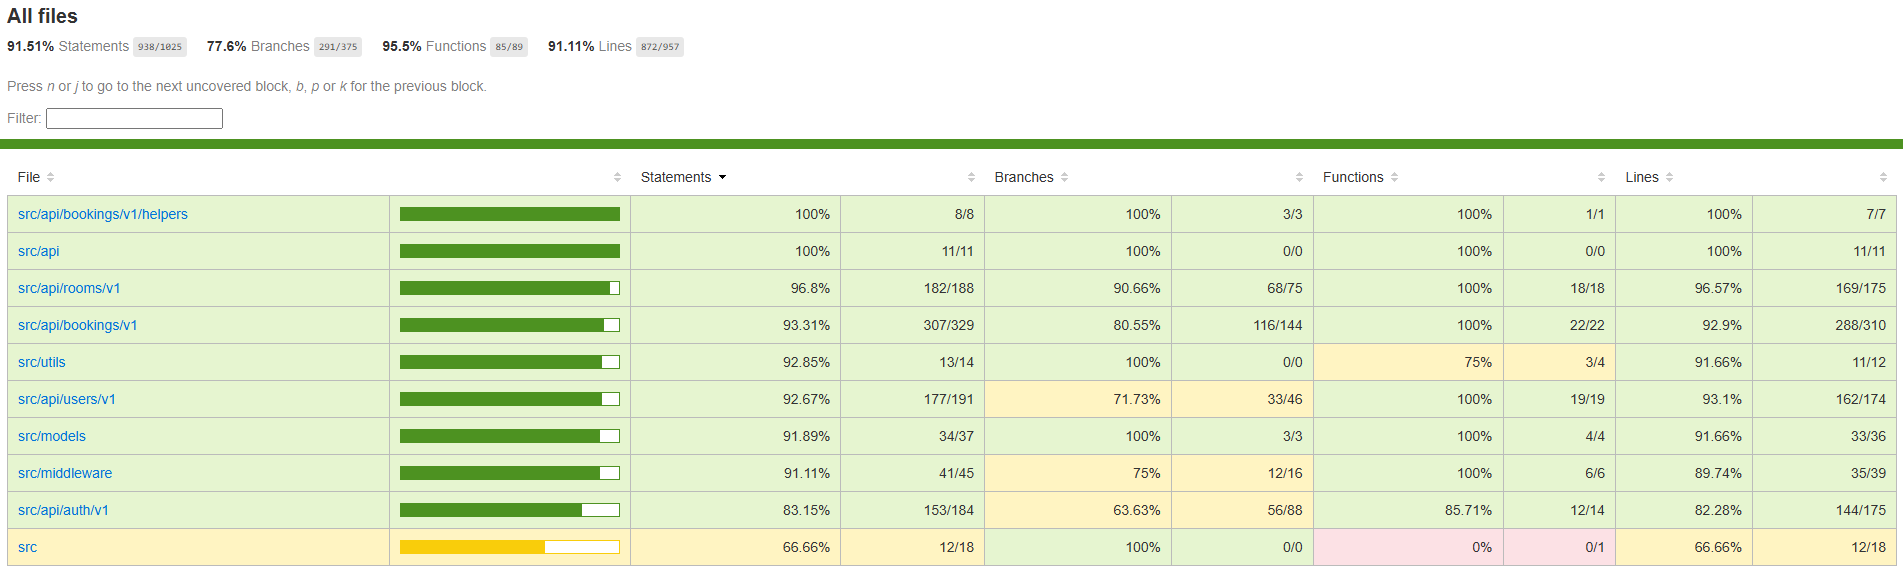 All files
91.51% Statements 938/1025 77.6% Branches 291/375 95.5% Functions 85/89 91.11% Lines 872/957
Press n or j to go to the next uncovered block, b, p or k for the previous block.
Filter:
File Statements Branches Functions Lines
src/api/bookings/v1/helpers 100% 8/8 100% 3/3 100% 1/1 100% 7/7
src/api 100% 11/11 100% 0/0 100% 0/0 100% 11/11
src/api/rooms/v1 96.8% 182/188 90.66% 68/75 100% 18/18 96.57% 169/175
src/api/bookings/v1 93.31% 307/329 80.55% 116/144 100% 22/22 92.9% 288/310
src/utils 92.85% 13/14 100% 0/0 75% 3/4 91.66% 11/12
src/api/users/v1 92.67% 177/191 71.73% 33/46 100% 19/19 93.1% 162/174
src/models 91.89% 34/37 100% 3/3 100% 4/4 91.66% 33/36
src/middleware 91.11% 41/45 75% 12/16 100% 6/6 89.74% 35/39
src/api/auth/v1 83.15% 153/184 63.63% 56/88 85.71% 12/14 82.28% 144/175
src 66.66% 12/18 100% 0/0 0% 0/1 66.66% 12/18